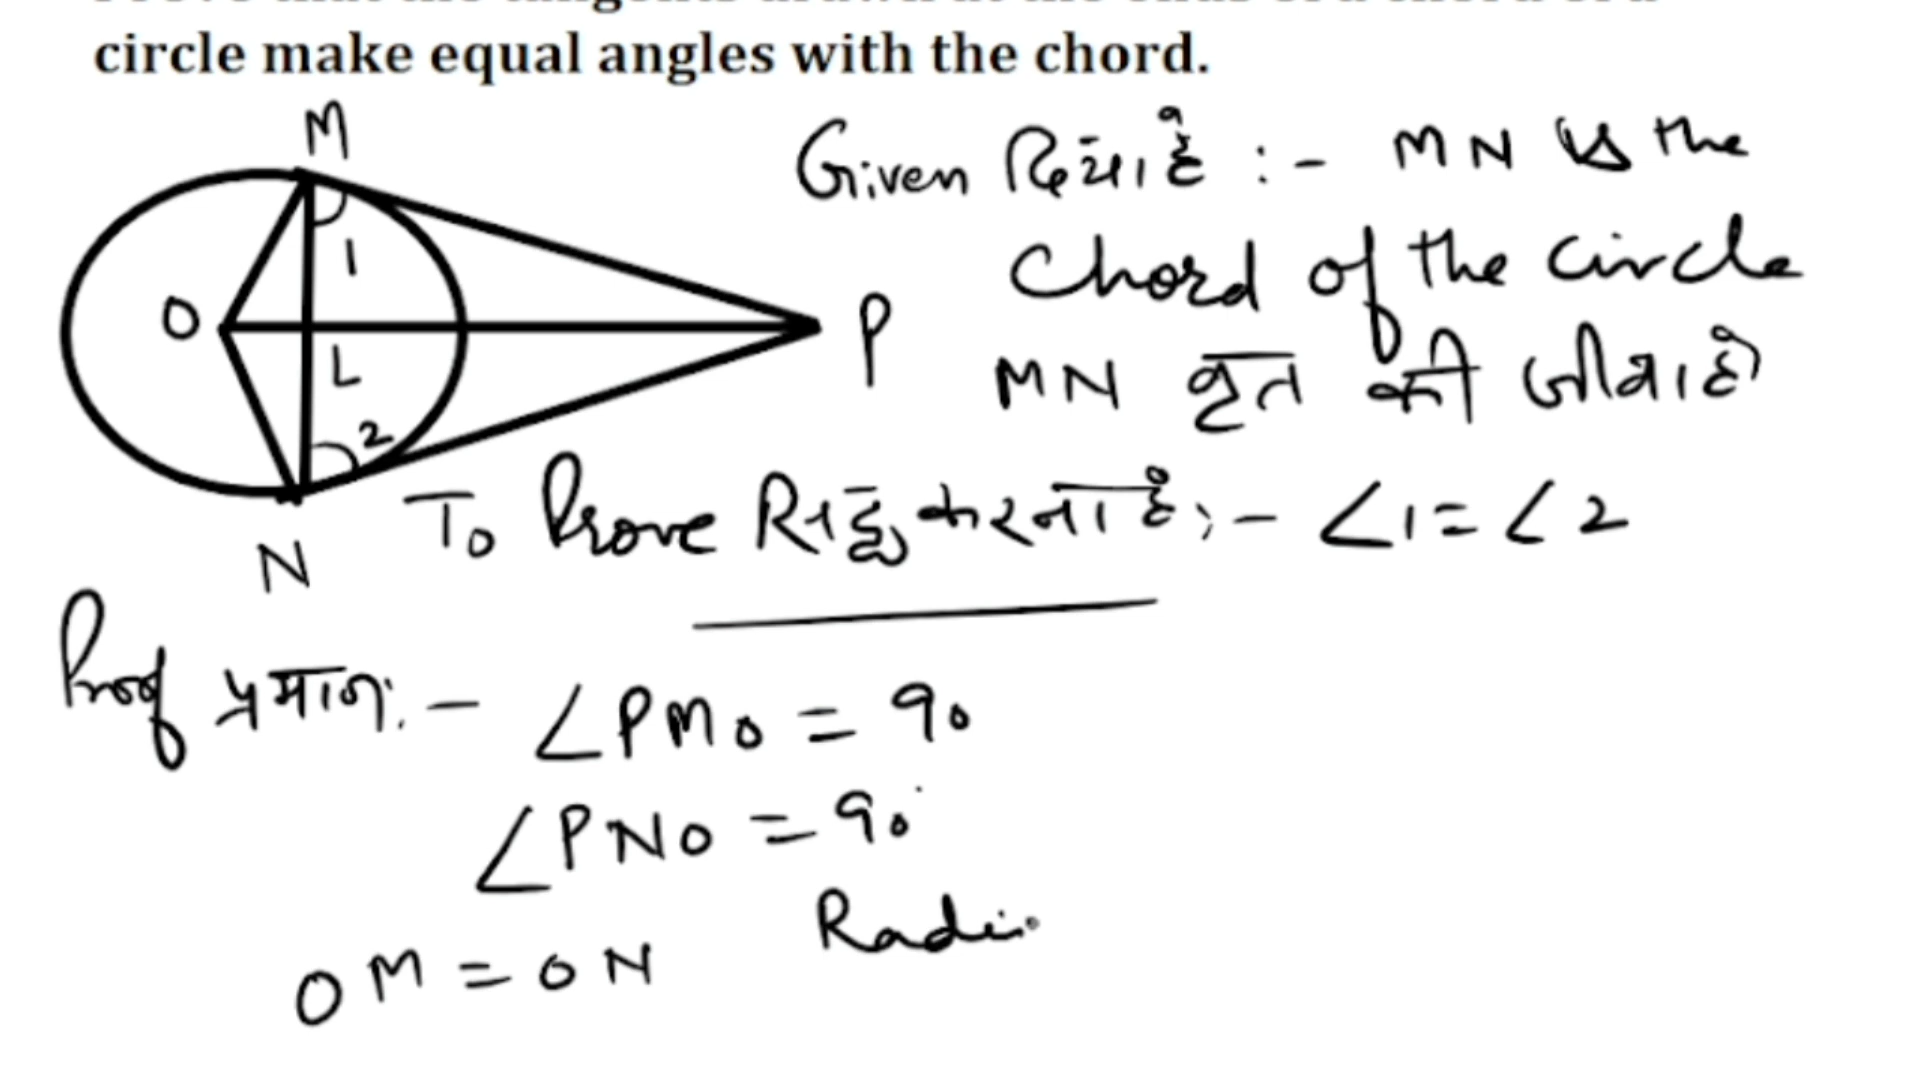 circle make equal angles with the chord.
M
Given दिया है :- MN is the
1
Chord of the circle
O
P
L
MN वृत की जीवा है
2
To Prove सिद्ध करना है :- ∠1 = ∠2
N
Proof प्रमाण :- ∠PMO = 90
∠PNO = 90°
OM = ON Radii